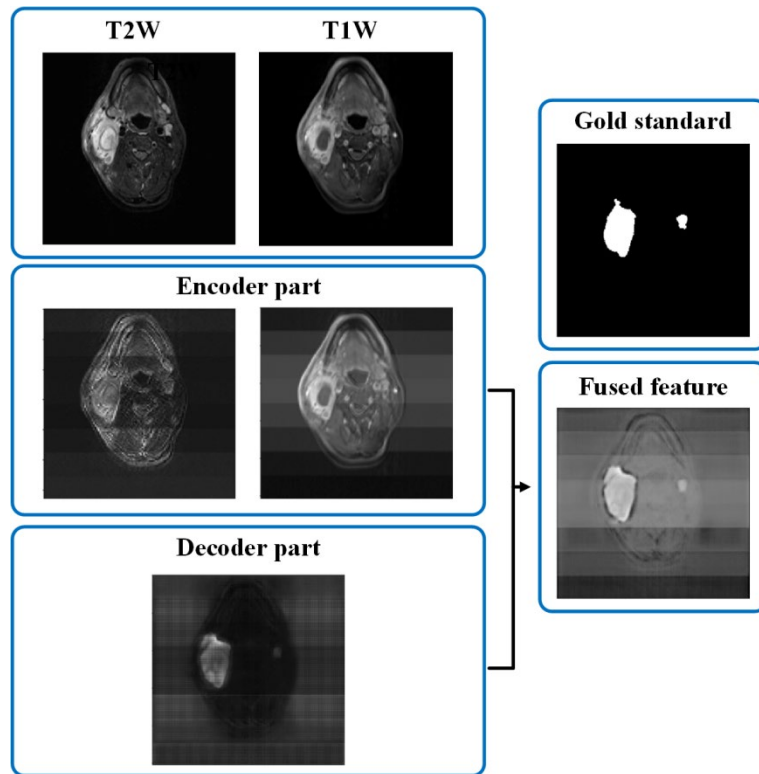 T2W
T1W
Gold standard
Encoder part
Fused feature
Decoder part